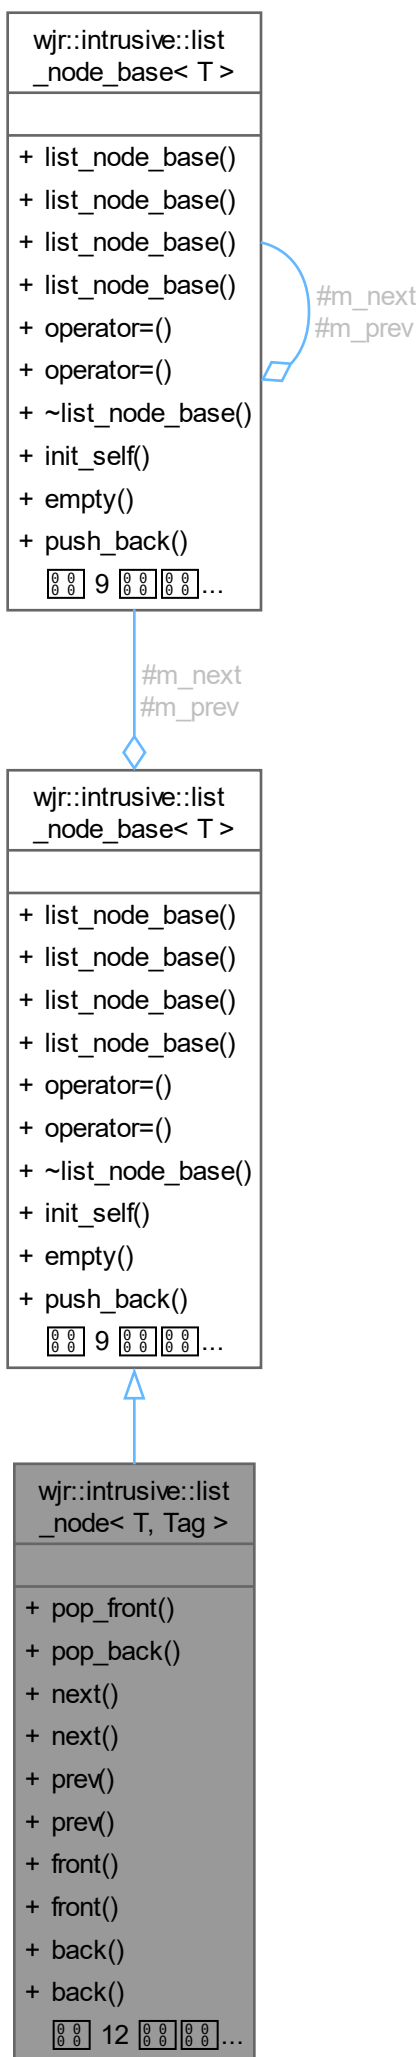 wjr::intrusive::list
_node_base< T >
+ list_node_base()
+ list_node_base()
+ list_node_base()
+ list_node_base()
+ operator=()
+ operator=()
+ ~list_node_base()
+ init_self()
+ empty()
+ push_back()
9 ...
#m_next
#m_prev
#m_next
#m_prev
wjr::intrusive::list
_node_base< T >
+ list_node_base()
+ list_node_base()
+ list_node_base()
+ list_node_base()
+ operator=()
+ operator=()
+ ~list_node_base()
+ init_self()
+ empty()
+ push_back()
9 ...
wjr::intrusive::list
_node< T, Tag >
+ pop_front()
+ pop_back()
+ next()
+ next()
+ prev()
+ prev()
+ front()
+ front()
+ back()
+ back()
12 ...